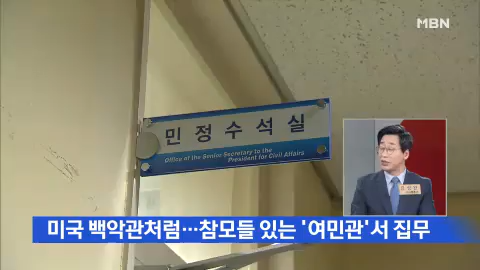 MBN
민정수석실
Office of the Senior Secretary to the
President for Civil Affairs
미국 백악관처럼…참모들 있는 '여민관'서 집무